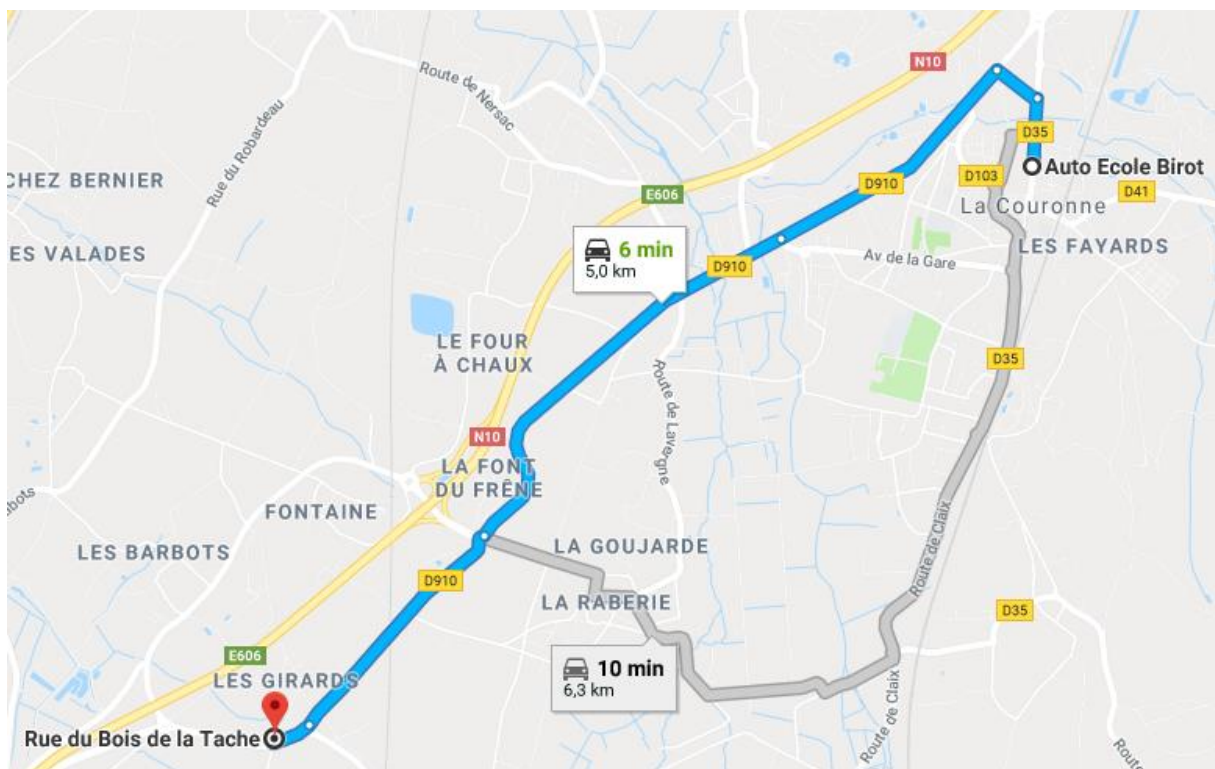 N10
Route de Nersac
Rue du Robardeau
D35
Auto Ecole Birot
CHEZ BERNIER
D910
D103
D41
E606
La Couronne
ES VALADES
6 min
5,0 km
D910
Av de la Gare
LES FAYARDS
LE FOUR
À CHAUX
D35
Route de Lavergne
N10
LA FONT
DU FRÊNE
FONTAINE
LES BARBOTS
LA GOUJARDE
Route de Claix
D910
LA RABERIE
D35
E606
10 min
6,3 km
LES GIRARDS
Route de Claix
Rue du Bois de la Tache